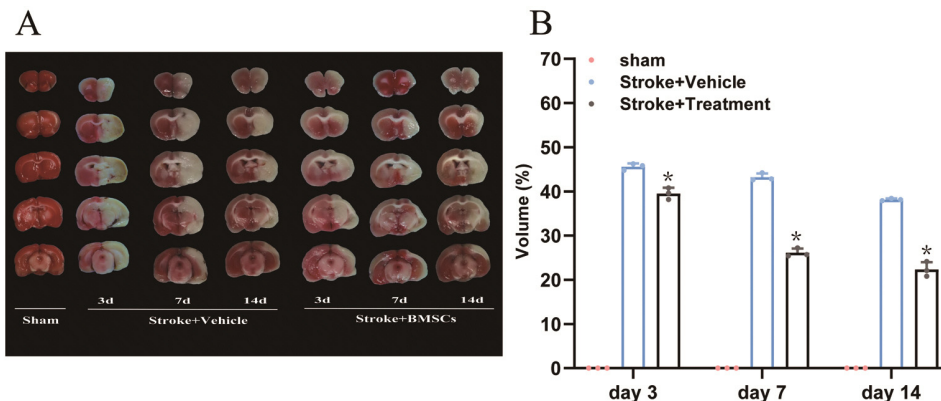 A
3d 7d 14d 3d 7d 14d
Sham Stroke+Vehicle Stroke+BMSCs
B
sham
Stroke+Vehicle
Stroke+Treatment
Volume (%)
70
60
50
40
30
20
10
0
*
*
*
day 3 day 7 day 14